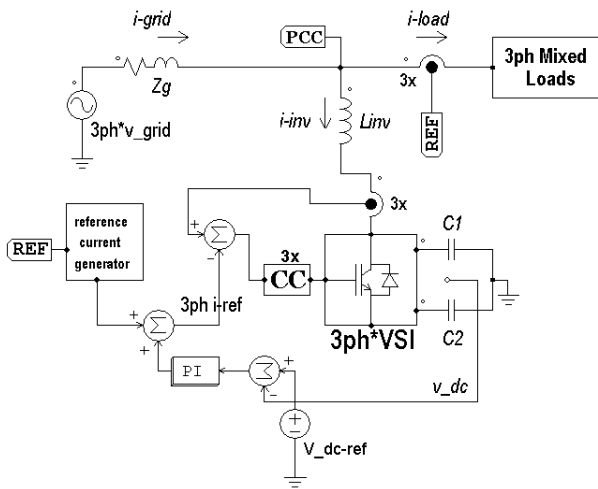 i-grid
PCC
i-load
3ph Mixed
Loads
3x
Zg
3ph*v_grid
i-inv
Linv
REF
3x
+
Σ
-
C1
reference
current
generator
REF
3x
CC
3ph i-ref
+
Σ
+
3ph*VSI
C2
PI
Σ
+
-
v_dc
+
-
V_dc-ref